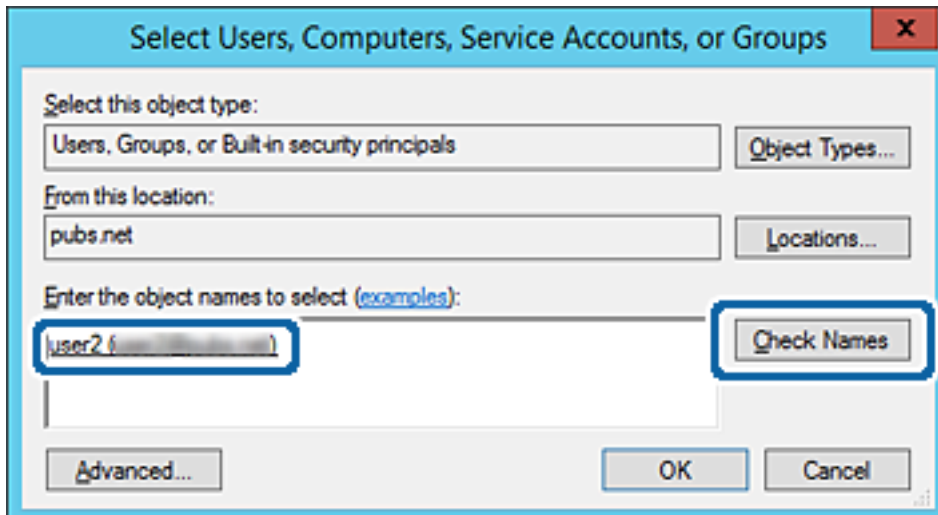 Select Users, Computers, Service Accounts, or Groups
x
Select this object type:
Users, Groups, or Built-in security principals
Object Types...
From this location:
pubs.net
Locations...
Enter the object names to select (examples):
user2 ( )
Check Names
Advanced...
OK
Cancel